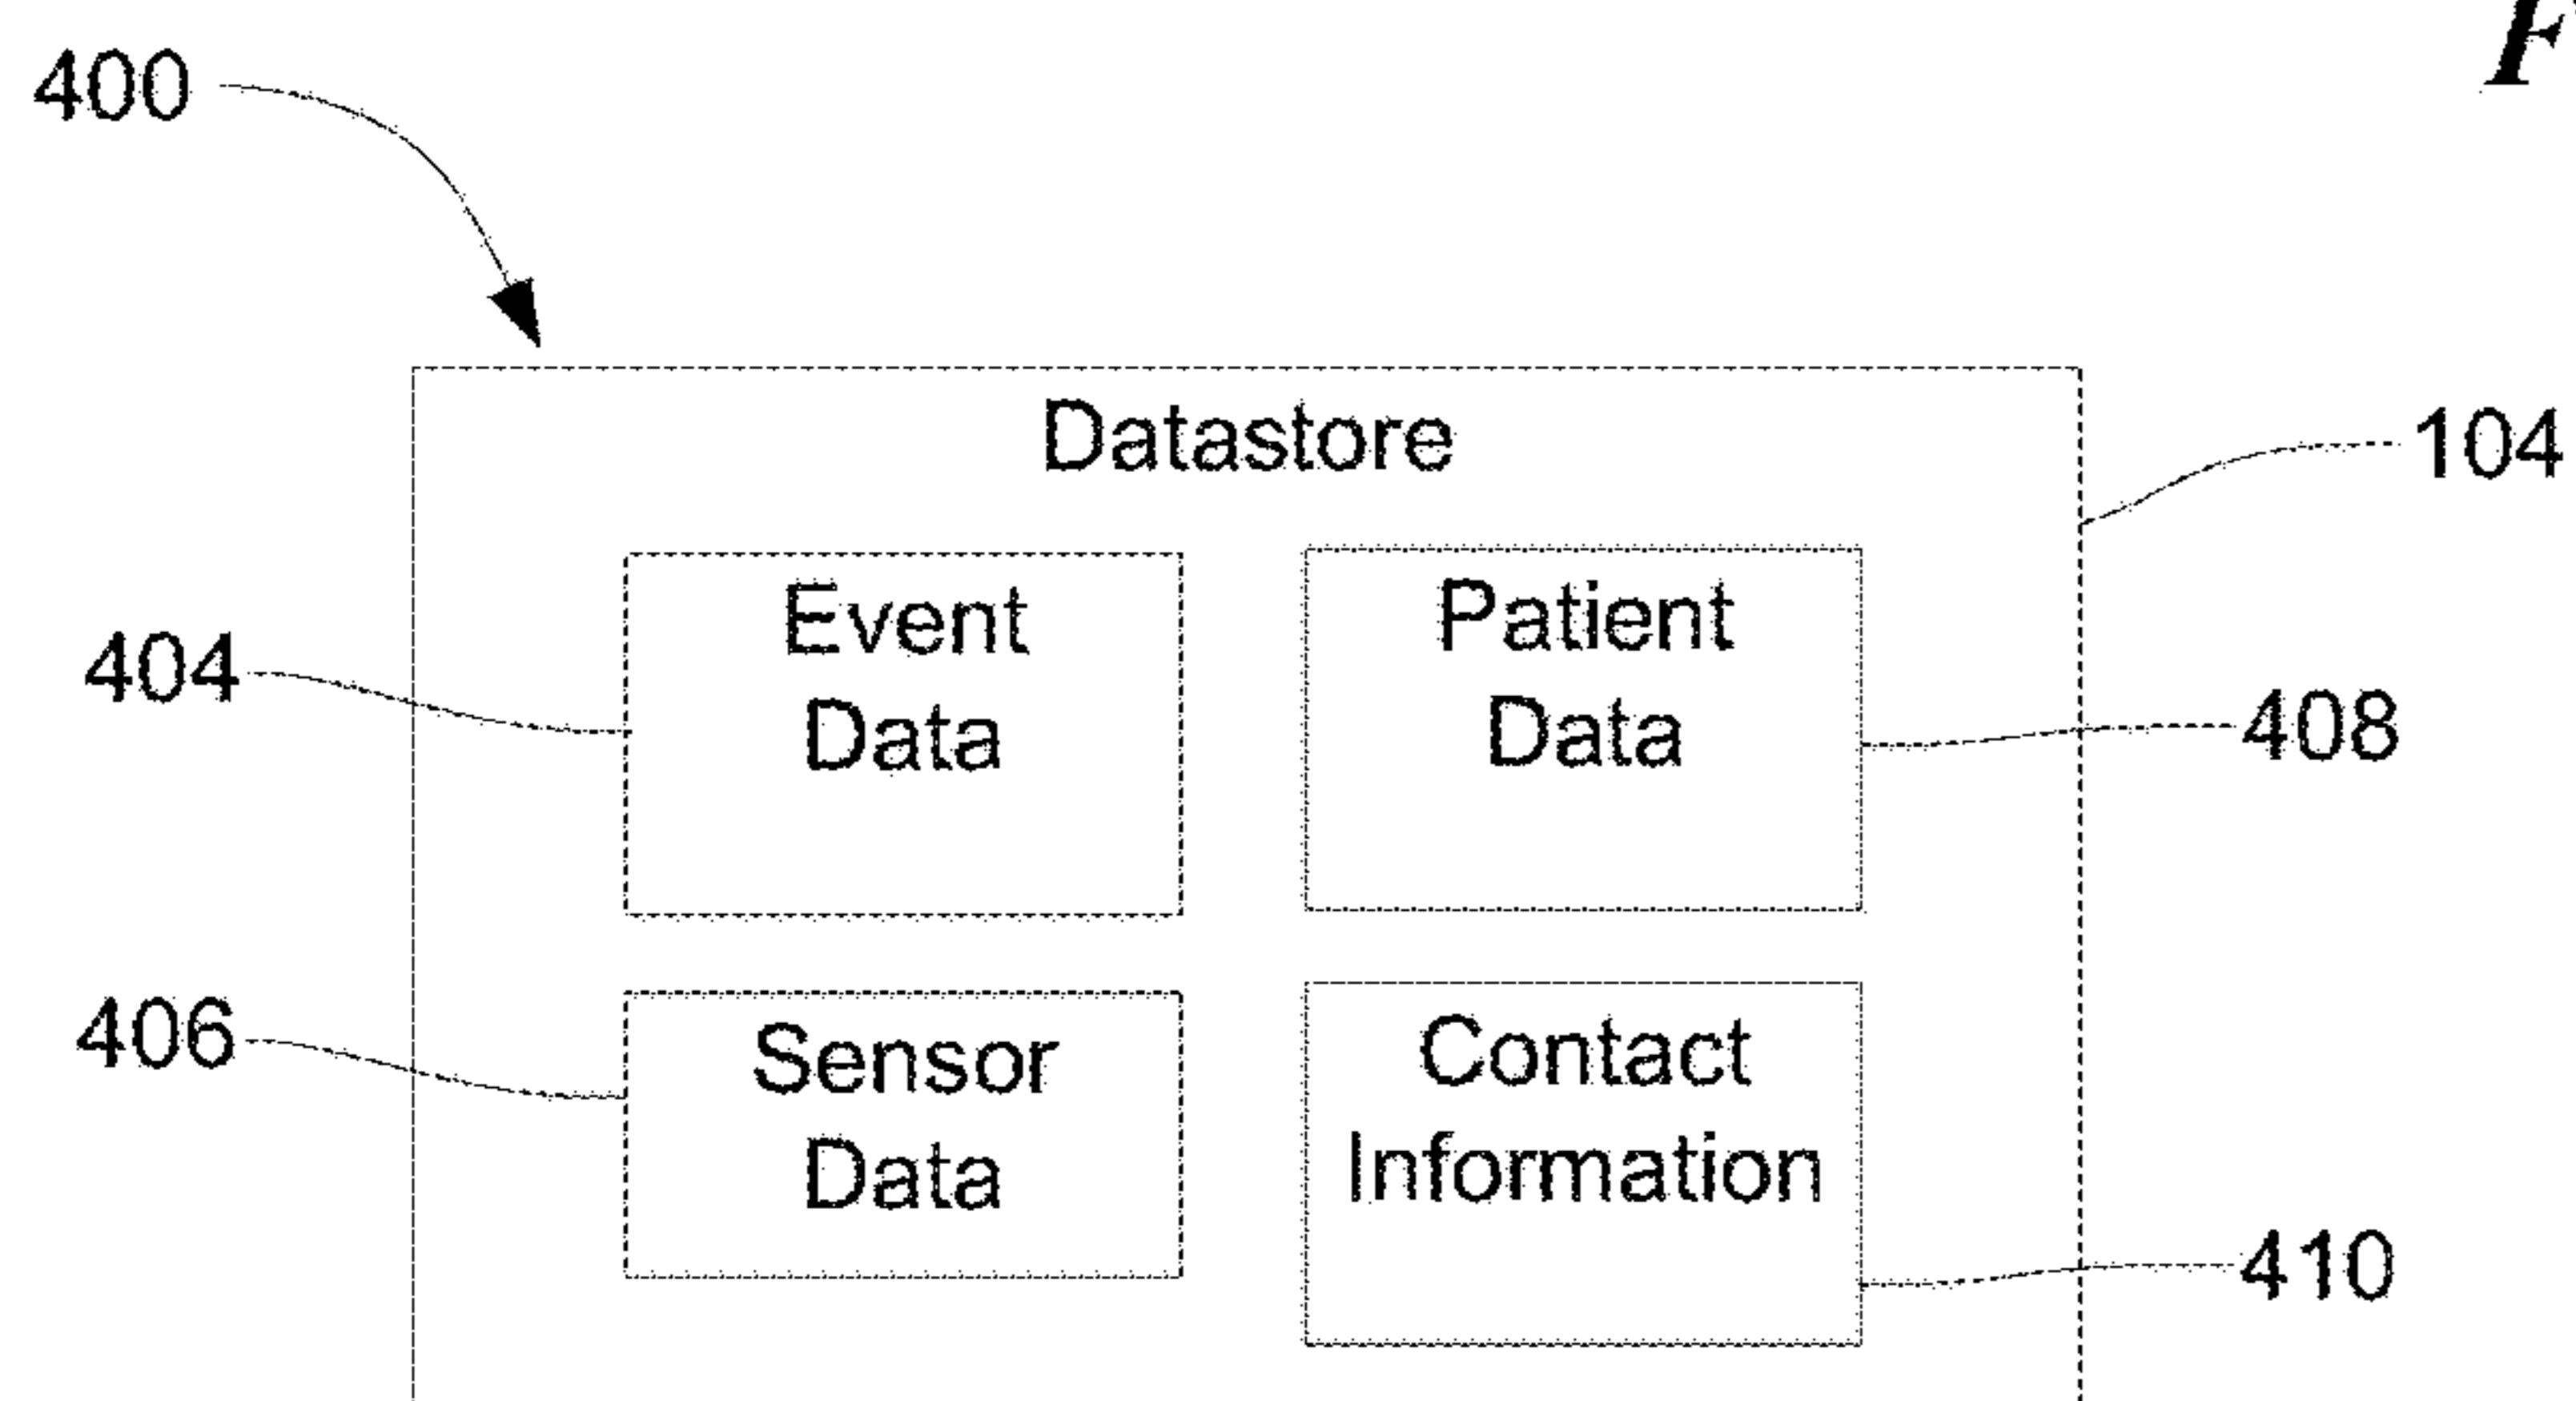 F
400
Datastore
104
Event
Data
404
Patient
Data
408
Sensor
Data
406
Contact
Information
410